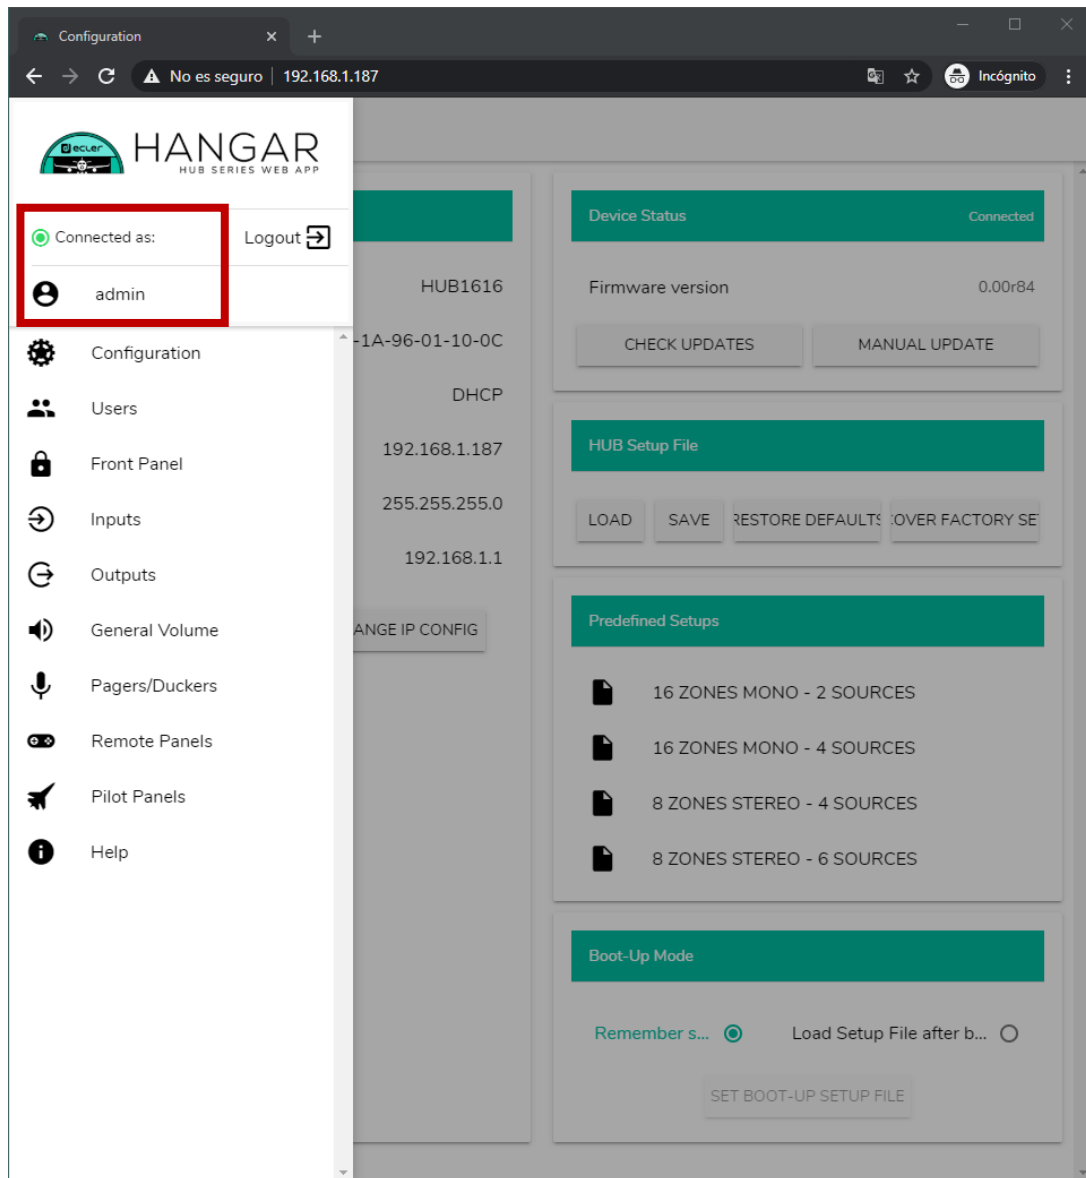 Configuration
No es seguro
192.168.1.187
Incógnito
ecler
HANGAR
HUB SERIES WEB APP
Connected as:
Logout
admin
Configuration
Users
Front Panel
Inputs
Outputs
General Volume
Pagers/Duckers
Remote Panels
Pilot Panels
Help
HUB1616
-1A-96-01-10-0C
DHCP
192.168.1.187
255.255.255.0
192.168.1.1
ANGE IP CONFIG
Device Status
Connected
Firmware version
0.00r84
CHECK UPDATES
MANUAL UPDATE
HUB Setup File
LOAD
SAVE
RESTORE DEFAULTS
OVER FACTORY SE
Predefined Setups
16 ZONES MONO - 2 SOURCES
16 ZONES MONO - 4 SOURCES
8 ZONES STEREO - 4 SOURCES
8 ZONES STEREO - 6 SOURCES
Boot-Up Mode
Remember s...
Load Setup File after b...
SET BOOT-UP SETUP FILE